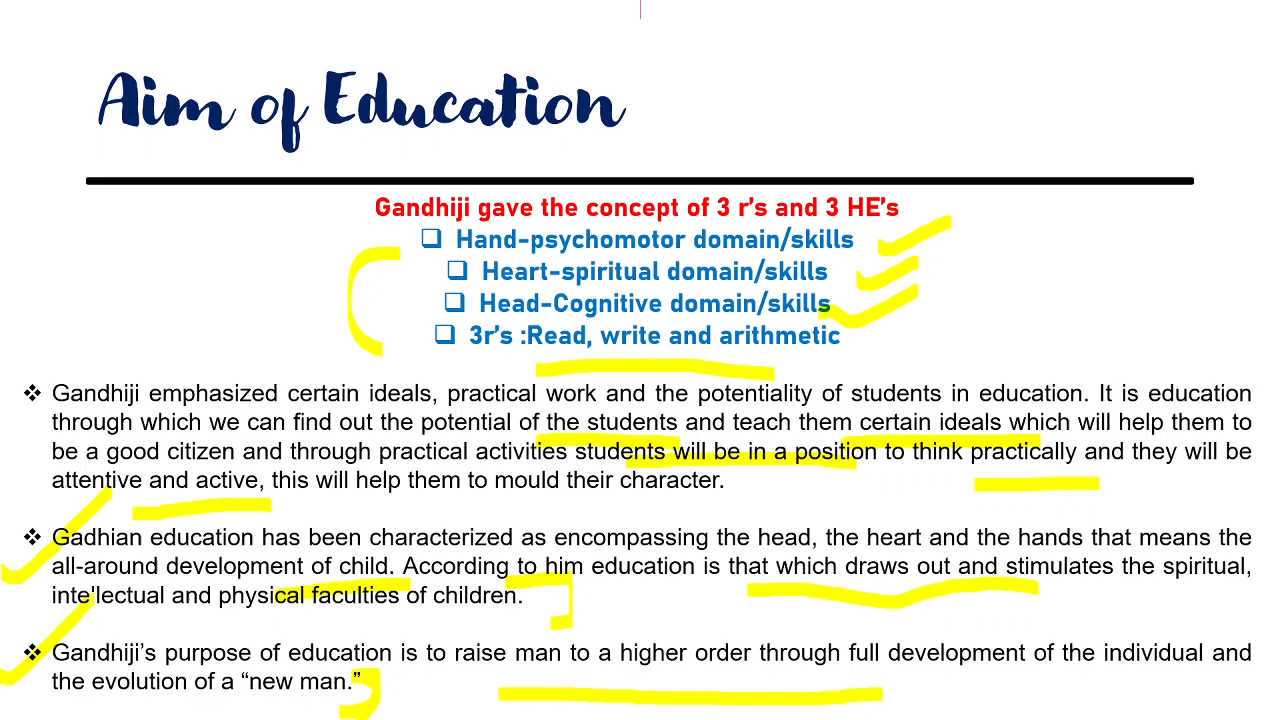 Aim of Education
Gandhiji gave the concept of 3 r's and 3 HE's
❑ Hand-psychomotor domain/skills
❑ Heart-spiritual domain/skills
❑ Head-Cognitive domain/skills
❑ 3r's :Read, write and arithmetic
❖ Gandhiji emphasized certain ideals, practical work and the potentiality of students in education. It is education
through which we can find out the potential of the students and teach them certain ideals which will help them to
be a good citizen and through practical activities students will be in a position to think practically and they will be
attentive and active, this will help them to mould their character.
❖ Gadhian education has been characterized as encompassing the head, the heart and the hands that means the
all-around development of child. According to him education is that which draws out and stimulates the spiritual,
inte'llectual and physical faculties of children.
❖ Gandhiji’s purpose of education is to raise man to a higher order through full development of the individual and
the evolution of a “new man.”